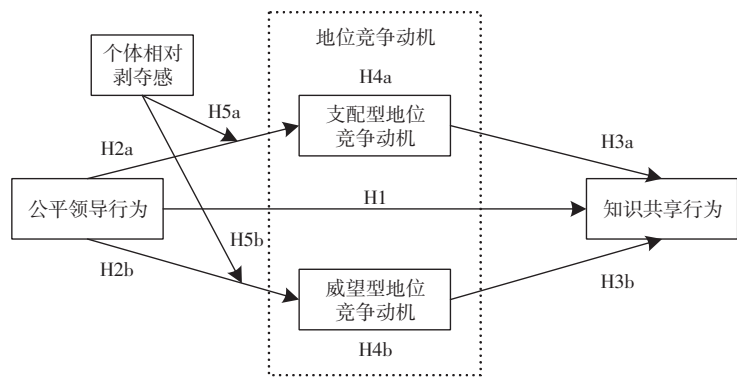 个体相对
剥夺感
地位竞争动机
H4a
H5a
支配型地位
竞争动机
H2a
H3a
公平领导行为
H1
知识共享行为
H5b
H2b
威望型地位
竞争动机
H3b
H4b